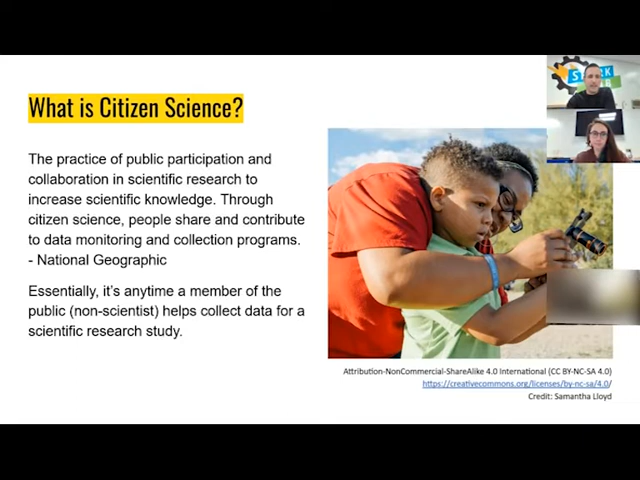 What is Citizen Science?
The practice of public participation and
collaboration in scientific research to
increase scientific knowledge. Through
citizen science, people share and contribute
to data monitoring and collection programs.
- National Geographic
Essentially, it's anytime a member of the
public (non-scientist) helps collect data for a
scientific research study.
Attribution-NonCommercial-ShareAlike 4.0 International (CC BY-NC-SA 4.0)
https://creativecommons.org/licenses/by-nc-sa/4.0/
Credit: Samantha Lloyd